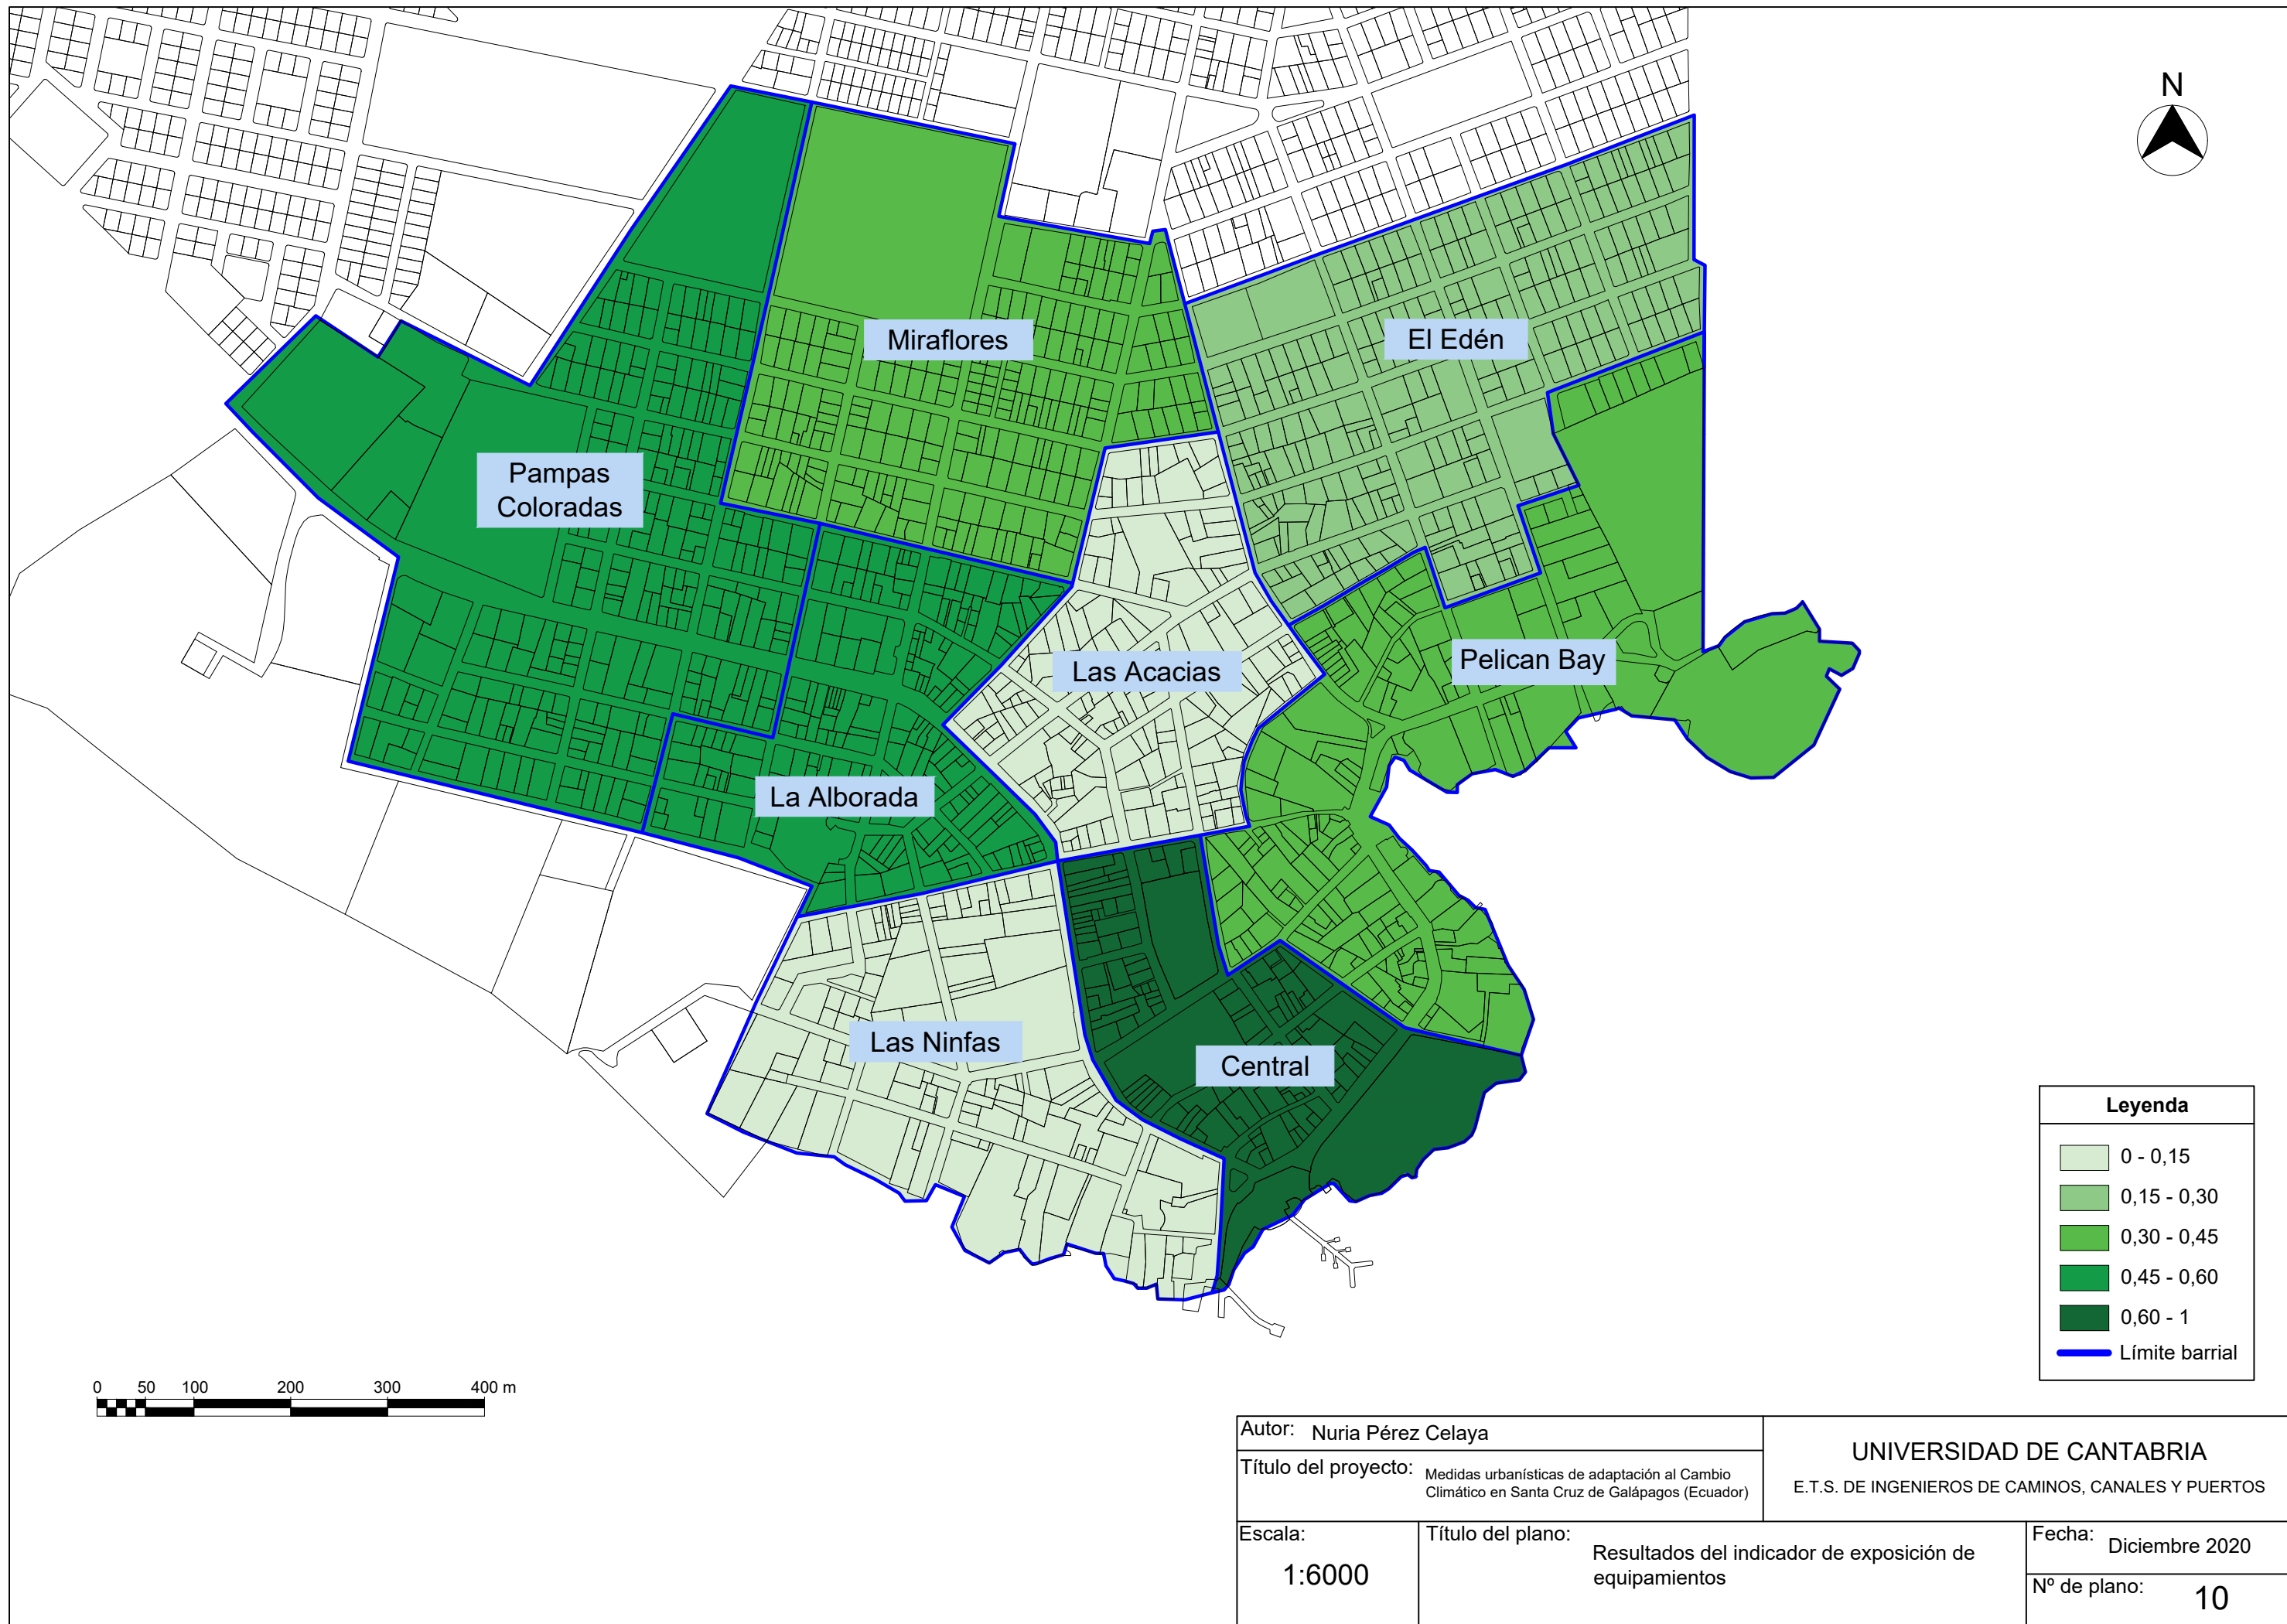 N
Miraflores
El Edén
Pampas
Coloradas
Las Acacias
Pelican Bay
La Alborada
Las Ninfas
Central
Leyenda
0 - 0,15
0,15 - 0,30
0,30 - 0,45
0,45 - 0,60
0,60 - 1
Límite barrial
0 50 100 200 300 400 m
Autor: Nuria Pérez Celaya
Título del proyecto: Medidas urbanísticas de adaptación al Cambio
Climático en Santa Cruz de Galápagos (Ecuador)
UNIVERSIDAD DE CANTABRIA
E.T.S. DE INGENIEROS DE CAMINOS, CANALES Y PUERTOS
Escala:
1:6000
Título del plano:
Resultados del indicador de exposición de
equipamientos
Fecha: Diciembre 2020
Nº de plano: 10